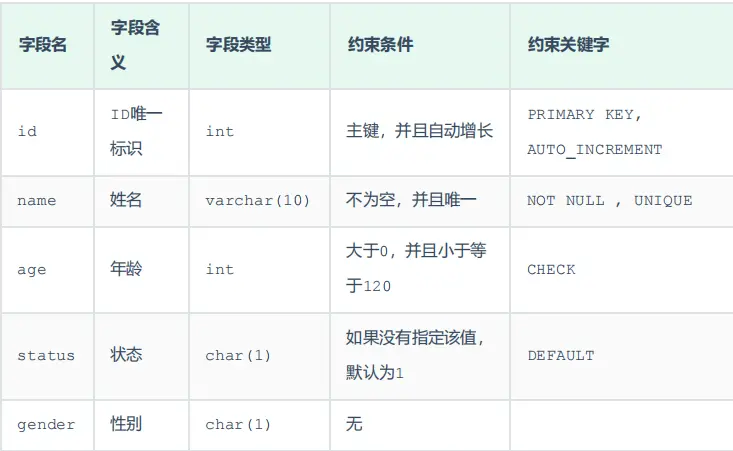 字段名 字段含义 字段类型 约束条件 约束关键字
id ID唯一标识 int 主键，并且自动增长 PRIMARY KEY, AUTO_INCREMENT
name 姓名 varchar(10) 不为空，并且唯一 NOT NULL , UNIQUE
age 年龄 int 大于0，并且小于等于120 CHECK
status 状态 char(1) 如果没有指定该值，默认为1 DEFAULT
gender 性别 char(1) 无